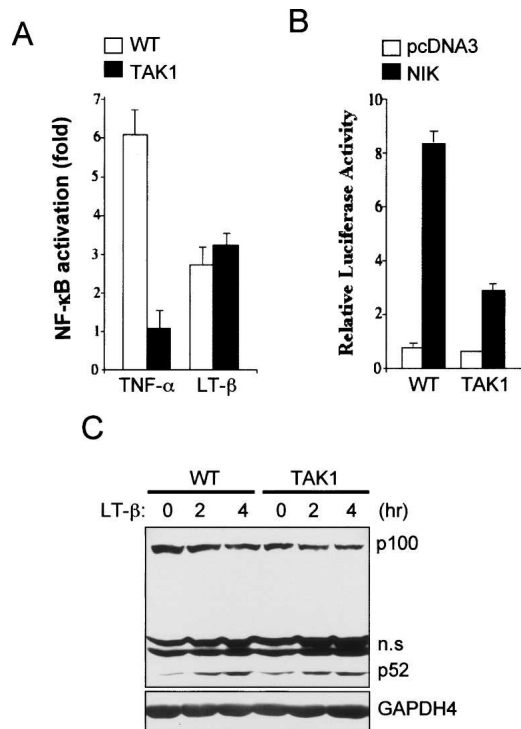 A
WT
TAK1
NF-κB activation (fold)
7
6
5
4
3
2
1
0
TNF-α LT-β
B
pcDNA3
NIK
Relative Luciferase Activity
10
8
6
4
2
0
WT TAK1
C
WT TAK1
LT-β: 0 2 4 0 2 4 (hr)
p100
n.s
p52
GAPDH4